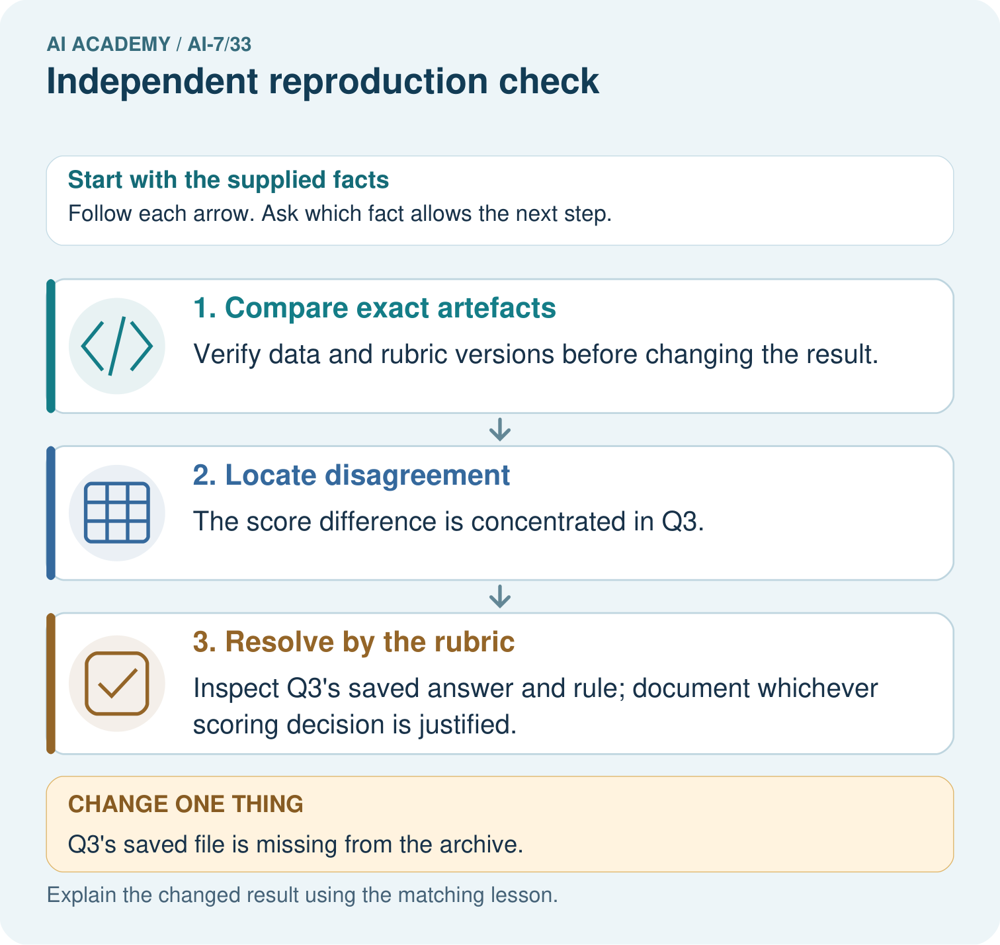 AI ACADEMY / AI-7/33
Independent reproduction check
Start with the supplied facts
Follow each arrow. Ask which fact allows the next step.
1. Compare exact artefacts
Verify data and rubric versions before changing the result.
2. Locate disagreement
The score difference is concentrated in Q3.
3. Resolve by the rubric
Inspect Q3's saved answer and rule; document whichever
scoring decision is justified.
CHANGE ONE THING
Q3's saved file is missing from the archive.
Explain the changed result using the matching lesson.